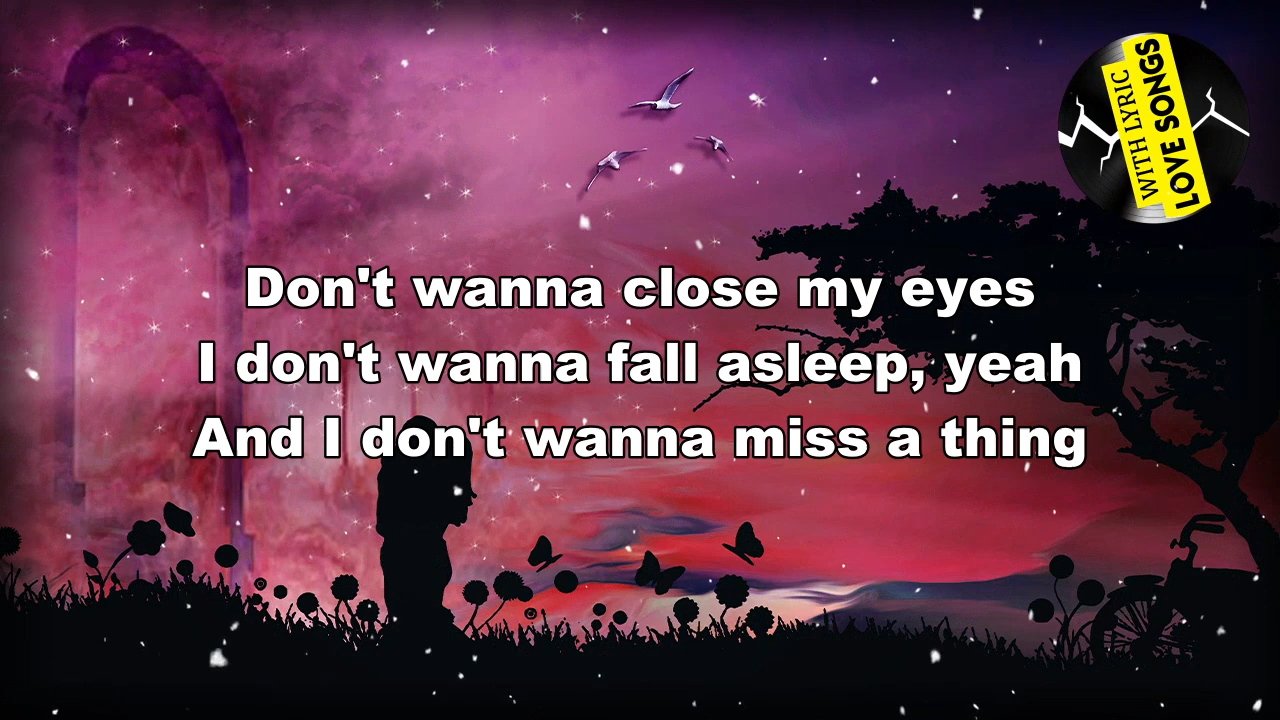 WITH LYRIC
LOVE SONGS
Don't wanna close my eyes
I don't wanna fall asleep, yeah
And I don't wanna miss a thing